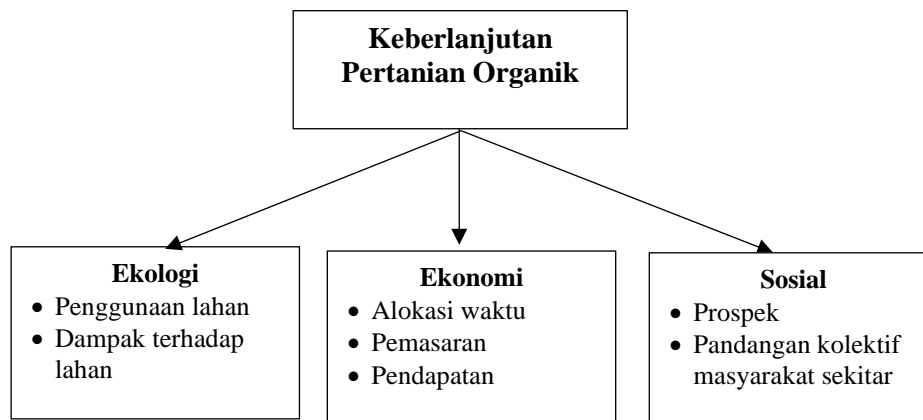 Keberlanjutan
Pertanian Organik
Ekologi
• Penggunaan lahan
• Dampak terhadap
lahan
Ekonomi
• Alokasi waktu
• Pemasaran
• Pendapatan
Sosial
• Prospek
• Pandangan kolektif
masyarakat sekitar